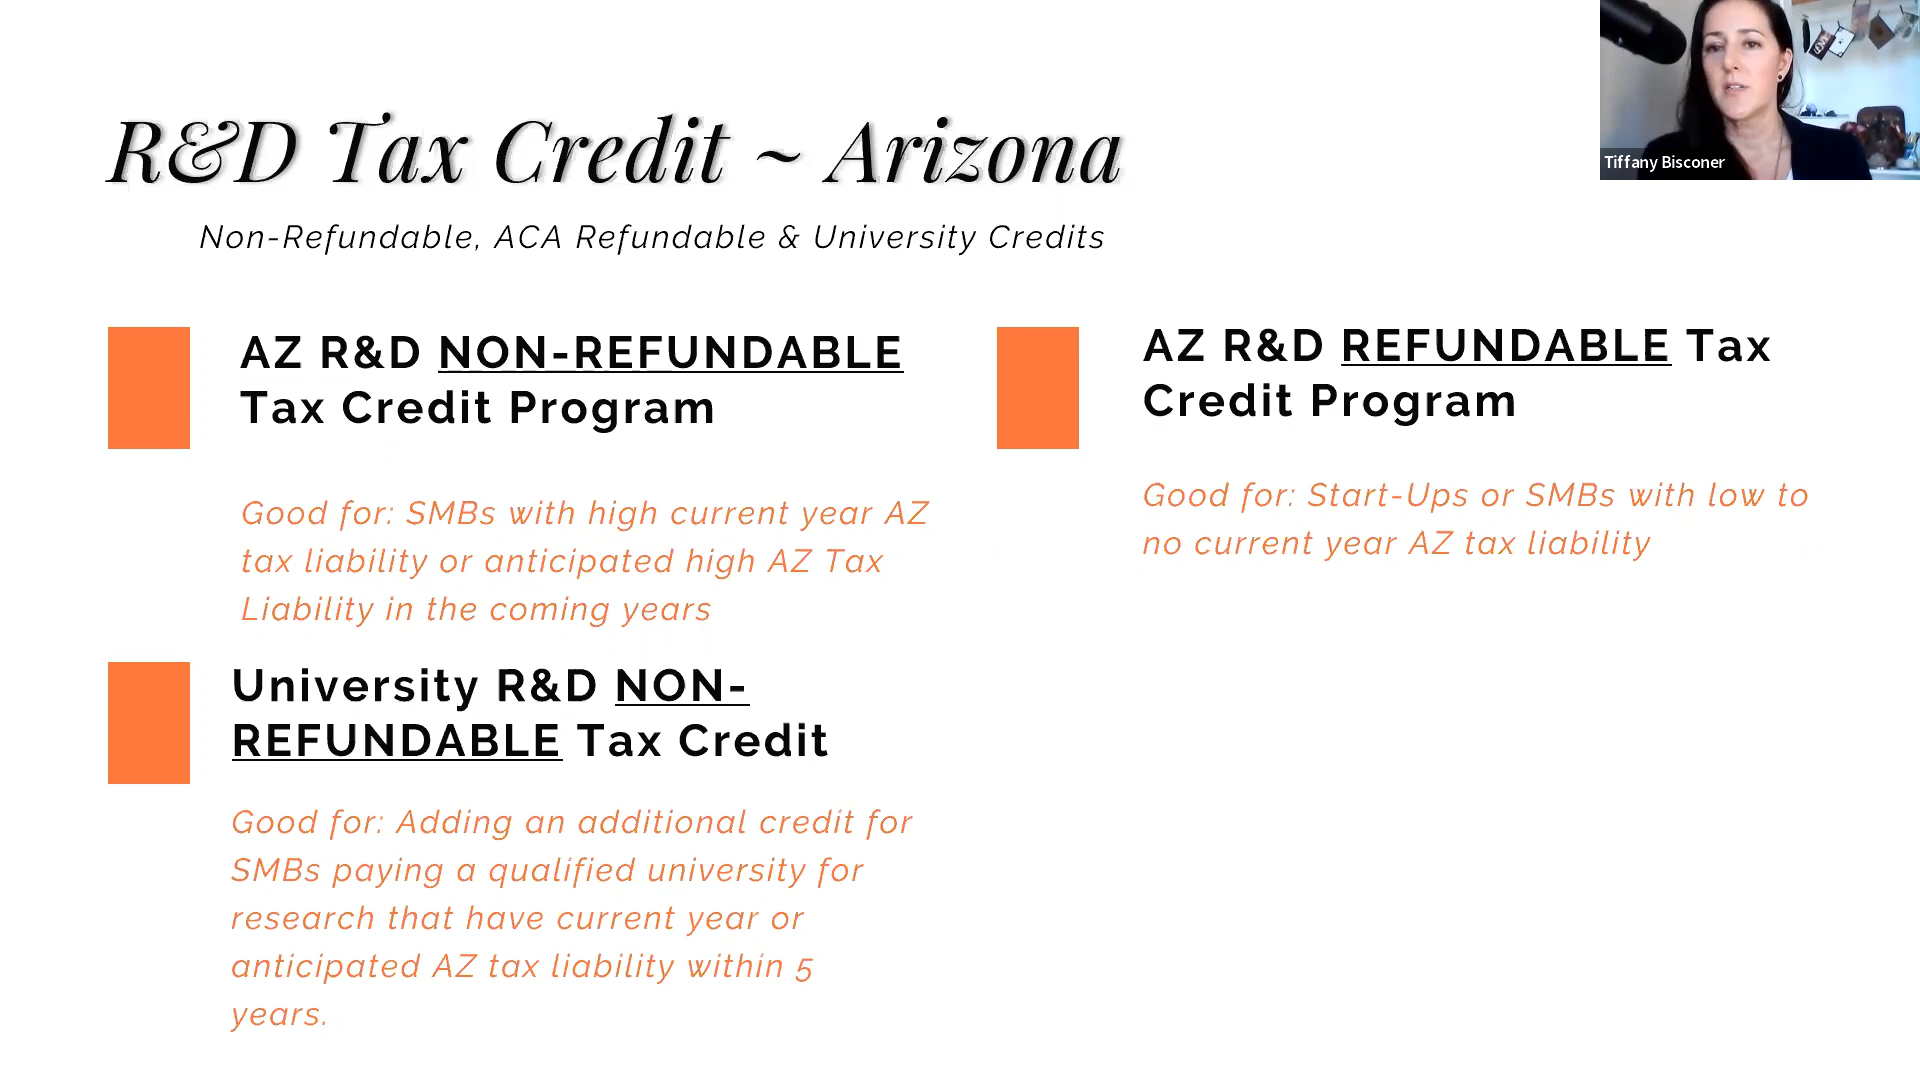 R&D Tax Credit ~ Arizona
Non-Refundable, ACA Refundable & University Credits
Tiffany Bisconer
AZ R&D NON-REFUNDABLE
Tax Credit Program
Good for: SMBs with high current year AZ
tax liability or anticipated high AZ Tax
Liability in the coming years
AZ R&D REFUNDABLE Tax
Credit Program
Good for: Start-Ups or SMBs with low to
no current year AZ tax liability
University R&D NON-
REFUNDABLE Tax Credit
Good for: Adding an additional credit for
SMBs paying a qualified university for
research that have current year or
anticipated AZ tax liability within 5
years.